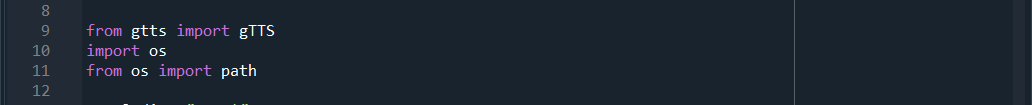 8
9 from gtts import gTTS
10 import os
11 from os import path
12